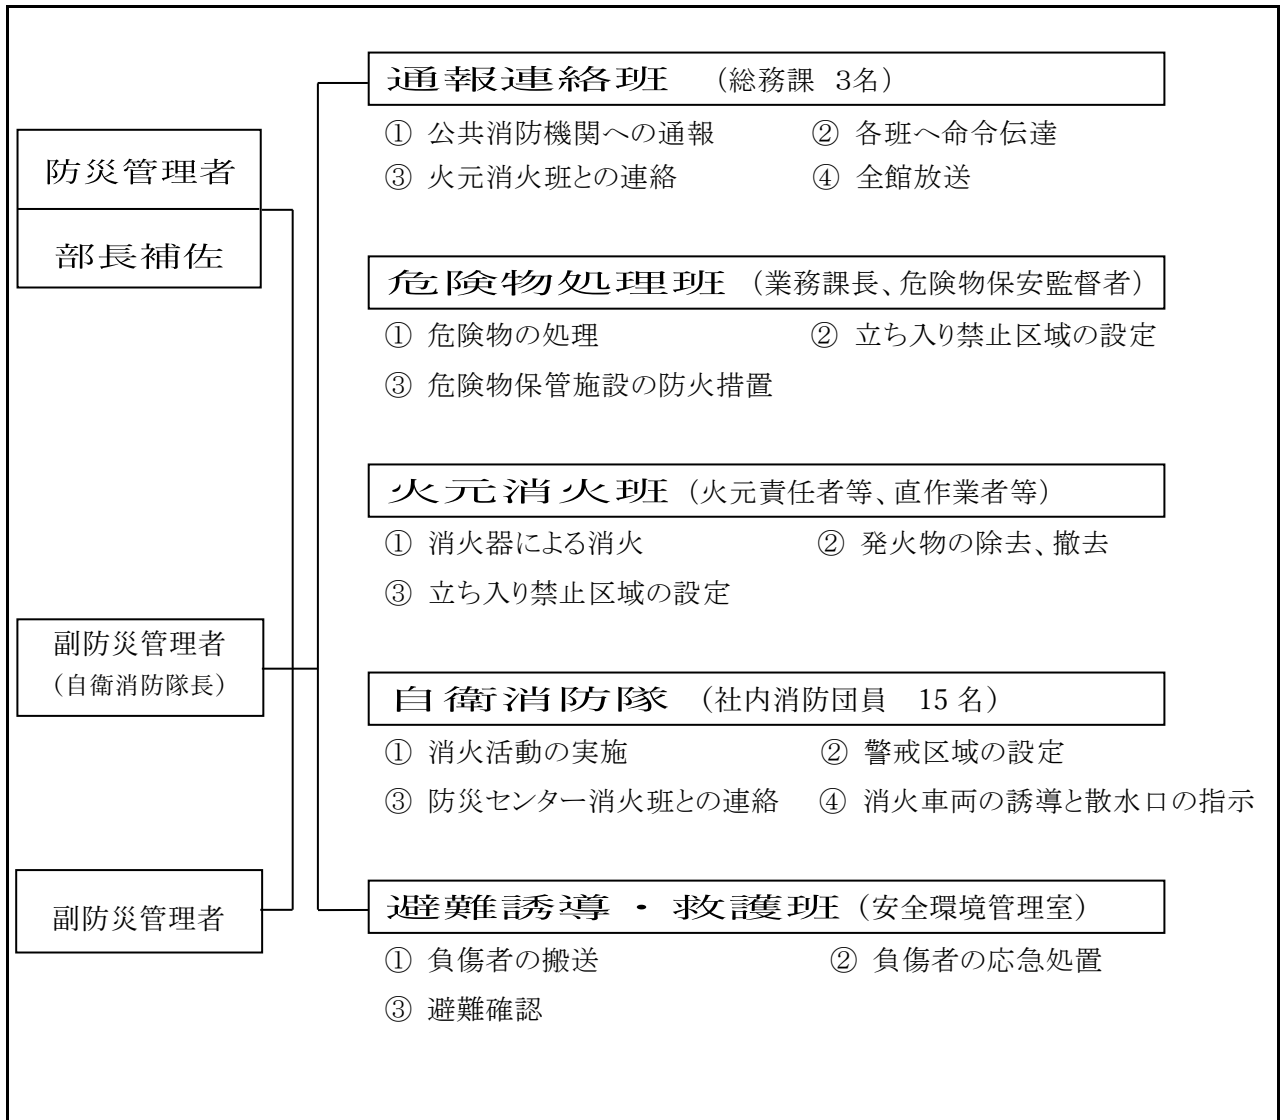 防災管理者
部長補佐
副防災管理者
（自衛消防隊長）
副防災管理者
通報連絡班 （総務課 3名）
① 公共消防機関への通報 ② 各班へ命令伝達
③ 火元消火班との連絡 ④ 全館放送
危険物処理班 （業務課長、危険物保安監督者）
① 危険物の処理 ② 立ち入り禁止区域の設定
③ 危険物保管施設の防火措置
火元消火班 （火元責任者等、直作業者等）
① 消火器による消火 ② 発火物の除去、撤去
③ 立ち入り禁止区域の設定
自衛消防隊 （社内消防団員 15 名）
① 消火活動の実施 ② 警戒区域の設定
③ 防災センター消火班との連絡 ④ 消火車両の誘導と散水口の指示
避難誘導・救護班 （安全環境管理室）
① 負傷者の搬送 ② 負傷者の応急処置
③ 避難確認